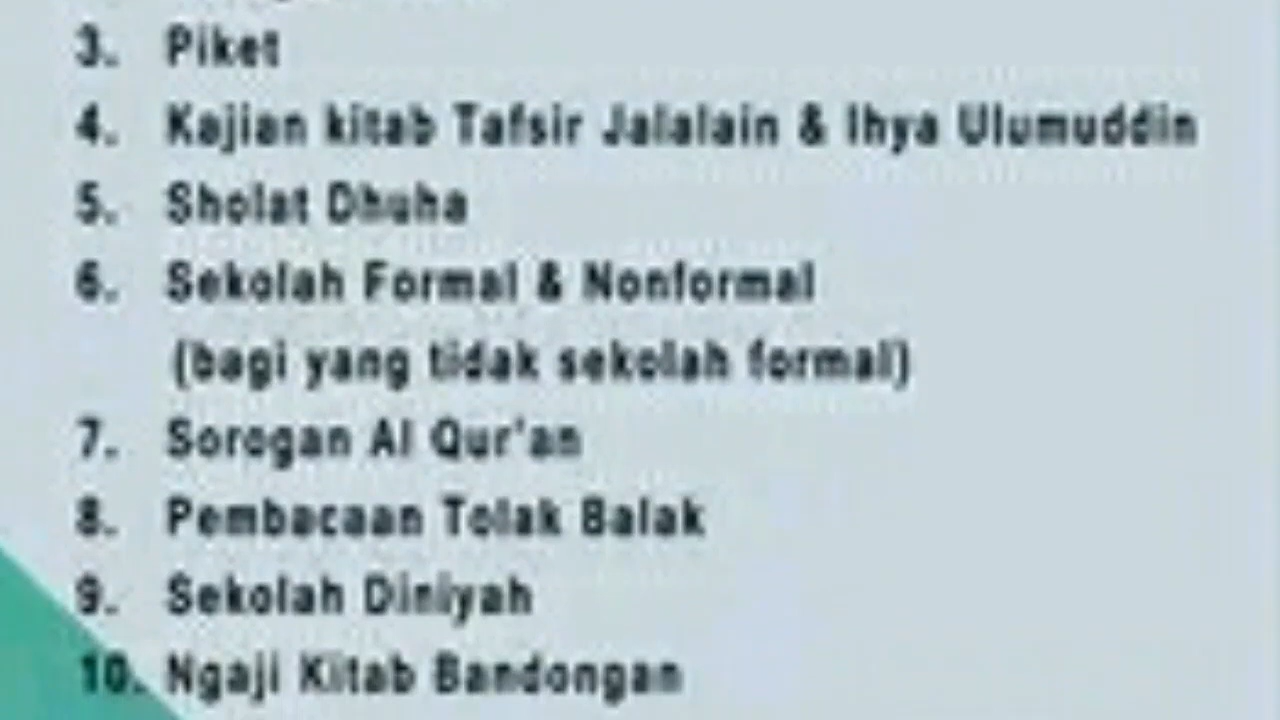 3. Piket
4. Kajian kitab Tafsir Jalalain & Ihya Ulumuddin
5. Sholat Dhuha
6. Sekolah Formal & Nonformal
(bagi yang tidak sekolah formal)
7. Sorogan Al Qur'an
8. Pembacaan Tolak Balak
9. Sekolah Diniyah
10. Ngaji Kitab Bandongan